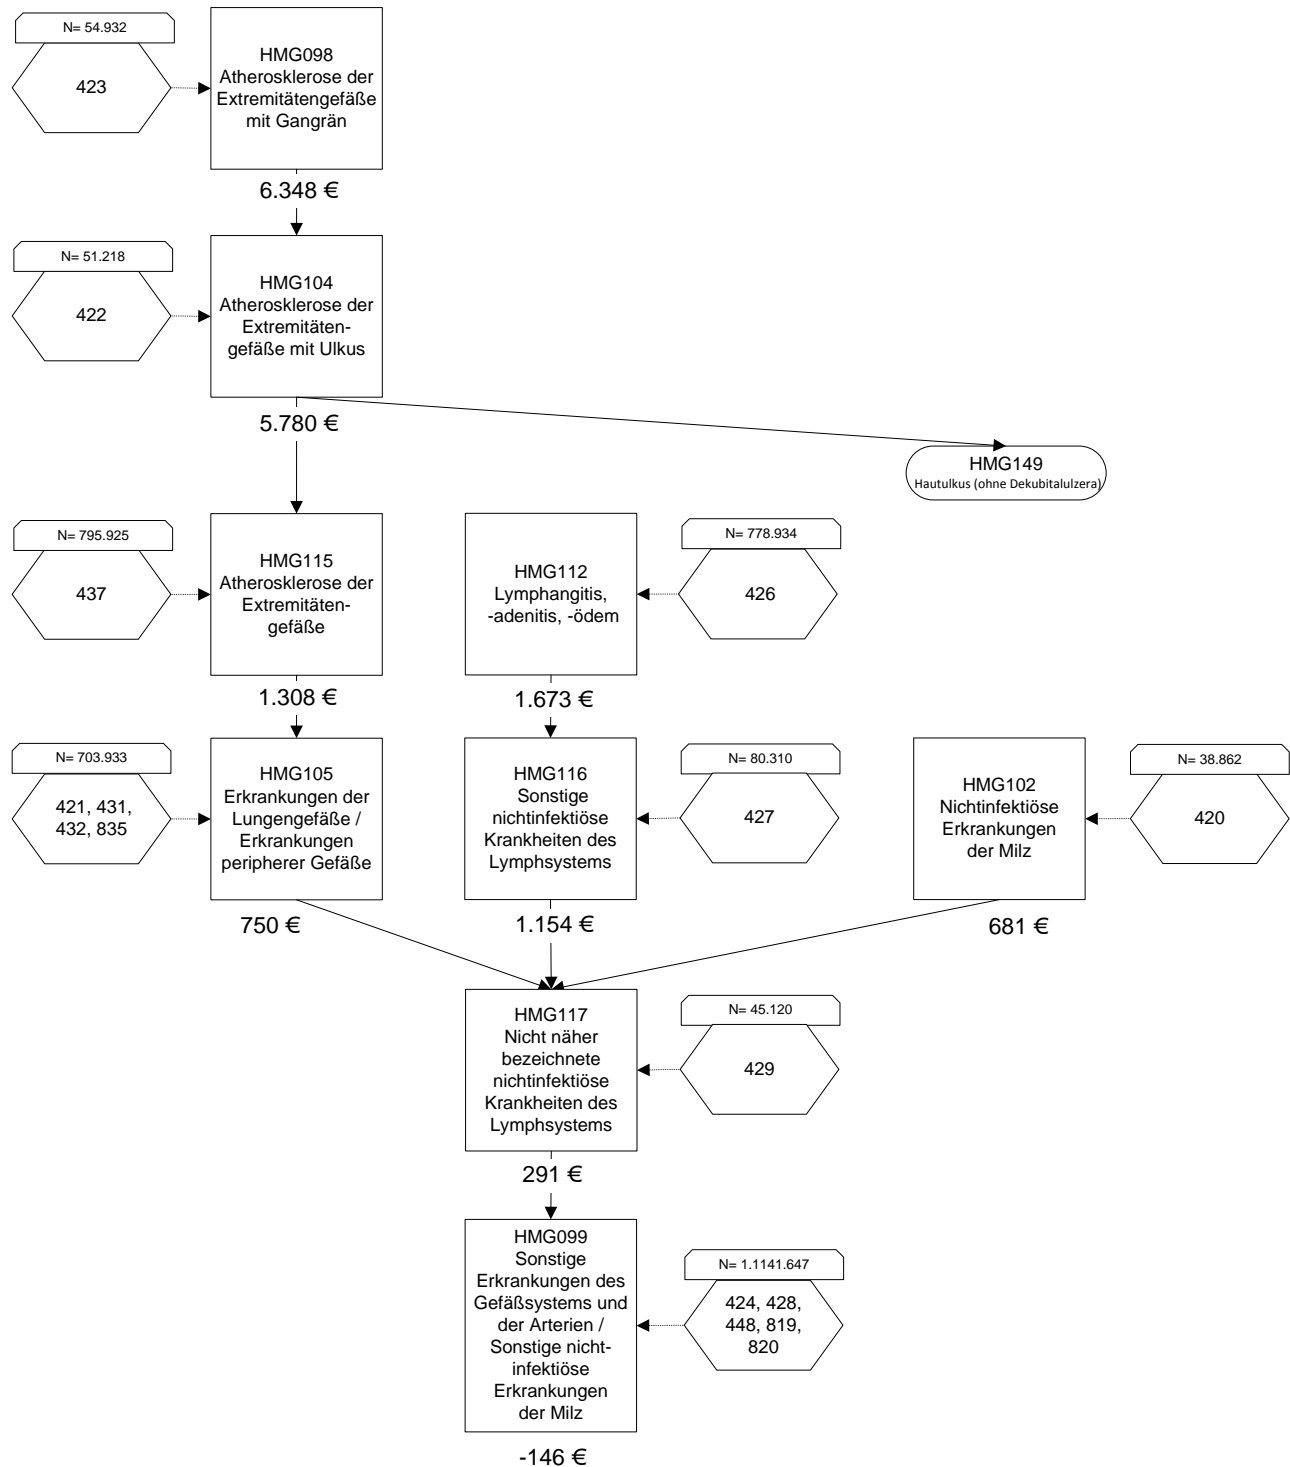 N= 54.932
423
HMG098
Atherosklerose der
Extremitätengefäße
mit Gangrän
6.348 €
N= 51.218
422
HMG104
Atherosklerose der
Extremitäten-
gefäße mit Ulkus
5.780 €
HMG149
Hautulkus (ohne Dekubitalulzera)
N= 795.925
437
HMG115
Atherosklerose der
Extremitäten-
gefäße
1.308 €
HMG112
Lymphangitis,
-adenitis, -ödem
1.673 €
N= 778.934
426
N= 703.933
421, 431,
432, 835
HMG105
Erkrankungen der
Lungengefäße /
Erkrankungen
peripherer Gefäße
750 €
HMG116
Sonstige
nichtinfektiöse
Krankheiten des
Lymphsystems
1.154 €
N= 80.310
427
HMG102
Nichtinfektiöse
Erkrankungen
der Milz
681 €
N= 38.862
420
HMG117
Nicht näher
bezeichnete
nichtinfektiöse
Krankheiten des
Lymphsystems
291 €
N= 45.120
429
HMG099
Sonstige
Erkrankungen des
Gefäßsystems und
der Arterien /
Sonstige nicht-
infektiöse
Erkrankungen
der Milz
-146 €
N= 1.1141.647
424, 428,
448, 819,
820